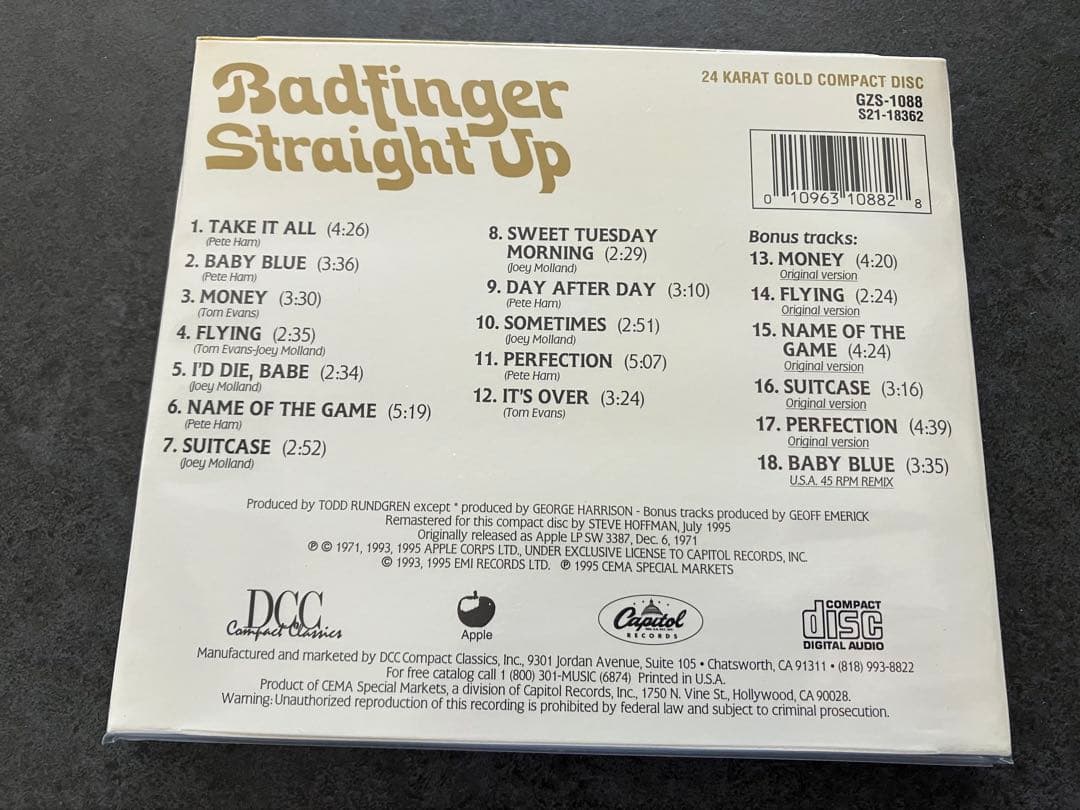 Badfinger
Straight Up
24 KARAT GOLD COMPACT DISC
GZS-1088
S21-18362
0 10963 10882 8
1. TAKE IT ALL (4:26)
(Pete Ham)
2. BABY BLUE (3:36)
(Pete Ham)
3. MONEY (3:30)
(Tom Evans)
4. FLYING (2:35)
(Tom Evans-Joey Molland)
5. I'D DIE, BABE (2:34)
(Joey Molland)
6. NAME OF THE GAME (5:19)
(Pete Ham)
7. SUITCASE (2:52)
(Joey Molland)
8. SWEET TUESDAY
MORNING (2:29)
(Joey Molland)
9. DAY AFTER DAY (3:10)
(Pete Ham)
10. SOMETIMES (2:51)
(Joey Molland)
11. PERFECTION (5:07)
(Pete Ham)
12. IT'S OVER (3:24)
(Tom Evans)
Bonus tracks:
13. MONEY (4:20)
Original version
14. FLYING (2:24)
Original version
15. NAME OF THE
GAME (4:24)
Original version
16. SUITCASE (3:16)
Original version
17. PERFECTION (4:39)
Original version
18. BABY BLUE (3:35)
U.S.A. 45 RPM REMIX
Produced by TODD RUNDGREN except * produced by GEORGE HARRISON - Bonus tracks produced by GEOFF EMERICK
Remastered for this compact disc by STEVE HOFFMAN, July 1995
Originally released as Apple LP SW 3387, Dec. 6, 1971
℗ © 1971, 1993, 1995 APPLE CORPS LTD., UNDER EXCLUSIVE LICENSE TO CAPITOL RECORDS, INC.
© 1993, 1995 EMI RECORDS LTD. ℗ 1995 CEMA SPECIAL MARKETS
DCC
Compact Classics
Apple
Capitol
RECORDS
COMPACT
disc
DIGITAL AUDIO
Manufactured and marketed by DCC Compact Classics, Inc., 9301 Jordan Avenue, Suite 105 • Chatsworth, CA 91311 • (818) 993-8822
For free catalog call 1 (800) 301-MUSIC (6874) Printed in U.S.A.
Product of CEMA Special Markets, a division of Capitol Records, Inc., 1750 N. Vine St., Hollywood, CA 90028.
Warning: Unauthorized reproduction of this recording is prohibited by federal law and subject to criminal prosecution.